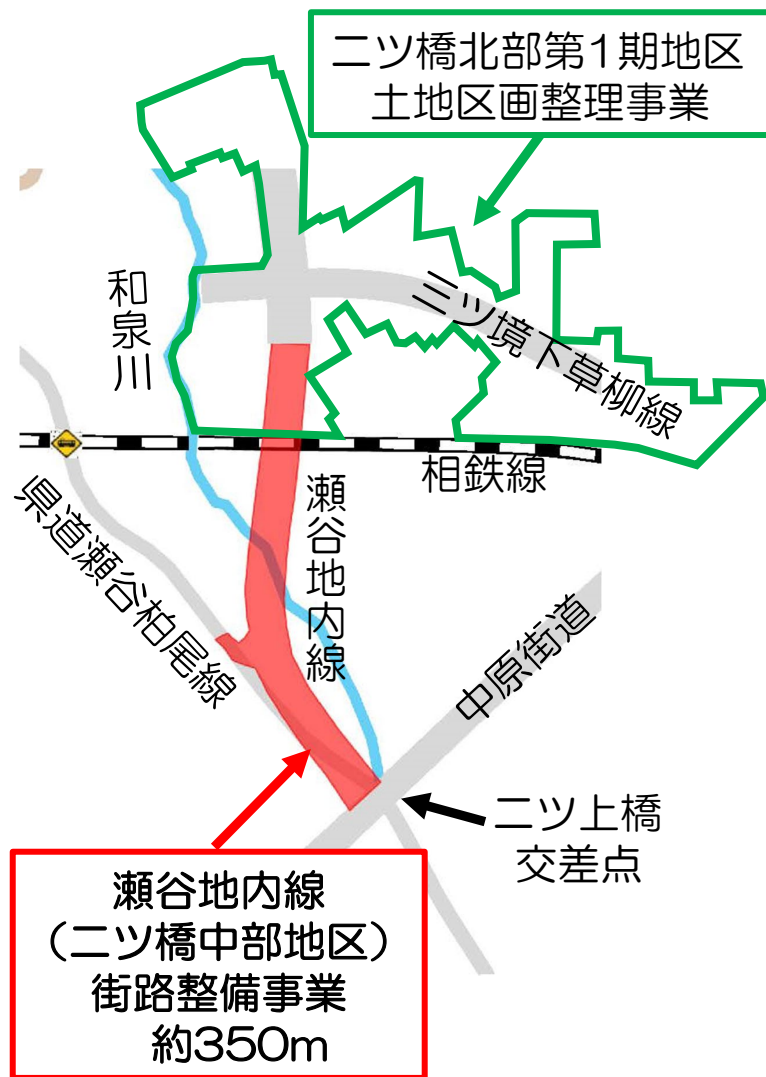 二ツ橋北部第1期地区
土地区画整理事業
和泉川
三ツ境下草柳線
相鉄線
県道瀬谷柏尾線
瀬谷地内線
中原街道
二ツ上橋
交差点
瀬谷地内線
（二ツ橋中部地区）
街路整備事業
約350m